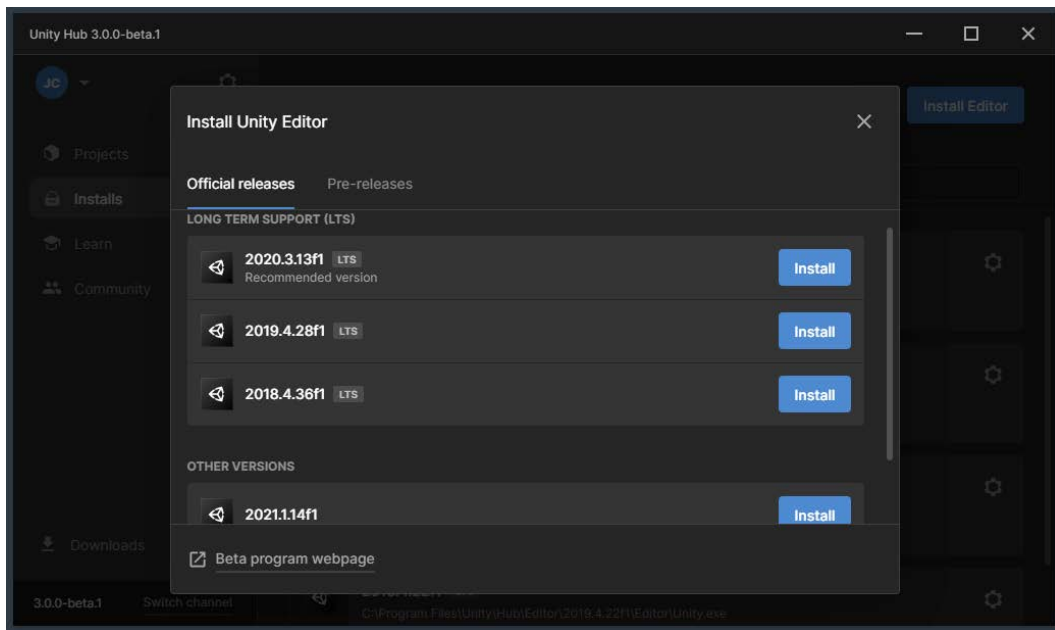 Unity Hub 3.0.0-beta.1
JC
Install Editor
Projects
Installs
Learn
Community
Downloads
3.0.0-beta.1 Switch channel
Install Unity Editor
Official releases Pre-releases
LONG TERM SUPPORT (LTS)
2020.3.13f1 LTS
Recommended version
Install
2019.4.28f1 LTS
Install
2018.4.36f1 LTS
Install
OTHER VERSIONS
2021.1.14f1
Install
Beta program webpage
C:\Program Files\Unity\Hub\Editor\2019.4.22f1\Editor\Unity.exe